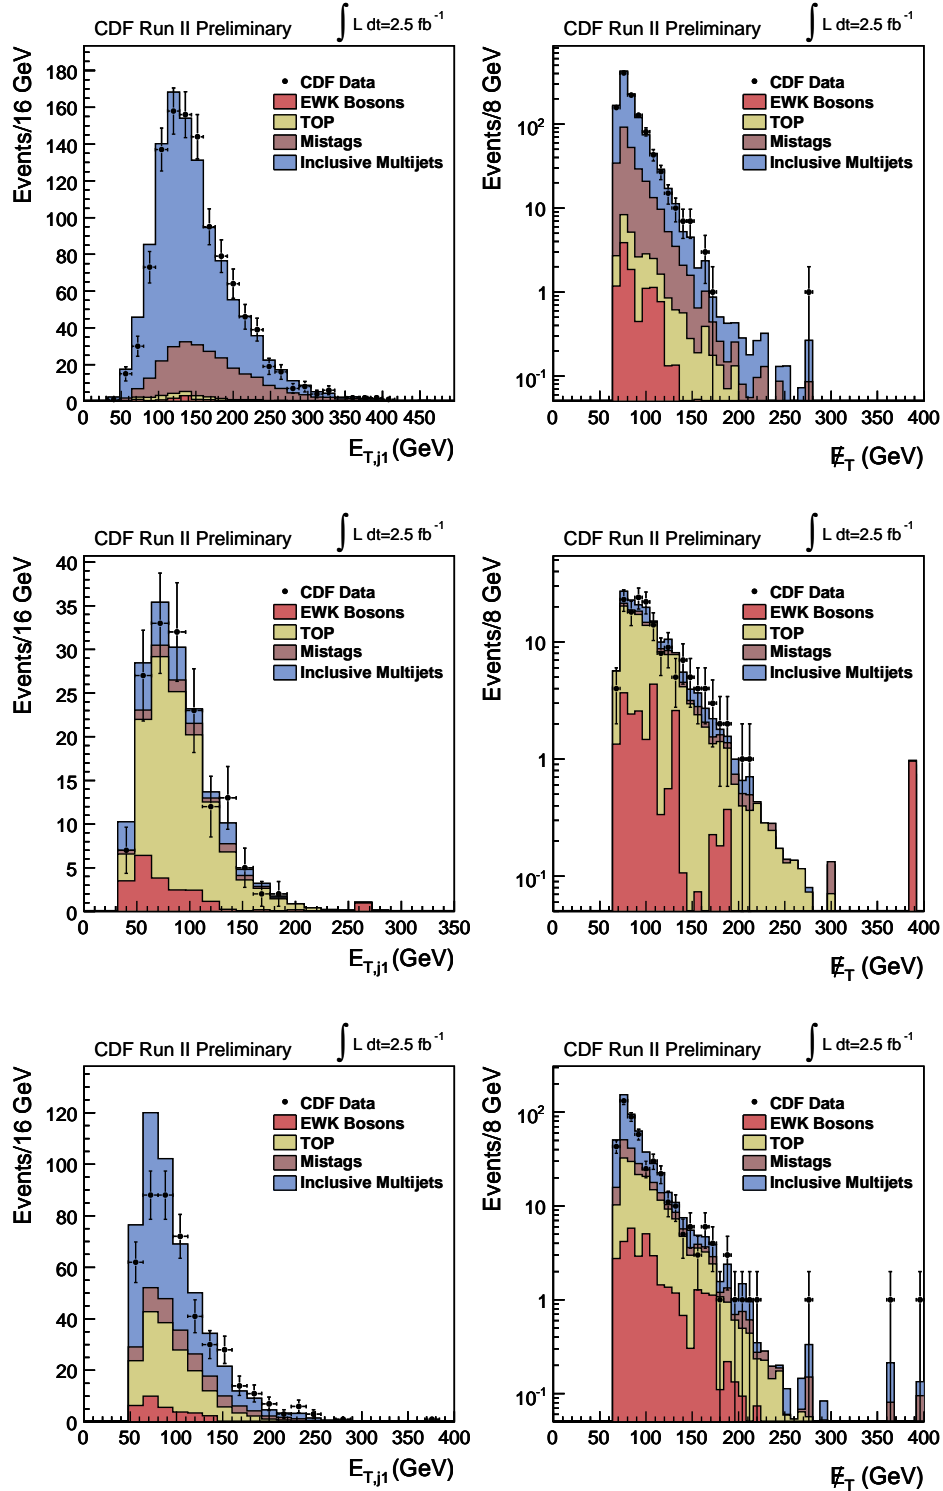 CDF Run II Preliminary ∫ L dt=2.5 fb⁻¹
Events/16 GeV
180
160
140
120
100
80
60
40
20
0
CDF Data
EWK Bosons
TOP
Mistags
Inclusive Multijets
0 50 100 150 200 250 300 350 400 450
E_T,j1 (GeV)
CDF Run II Preliminary ∫ L dt=2.5 fb⁻¹
Events/8 GeV
10²
10
1
10⁻¹
CDF Data
EWK Bosons
TOP
Mistags
Inclusive Multijets
0 50 100 150 200 250 300 350 400
E̸_T (GeV)
CDF Run II Preliminary ∫ L dt=2.5 fb⁻¹
Events/16 GeV
40
35
30
25
20
15
10
5
0
CDF Data
EWK Bosons
TOP
Mistags
Inclusive Multijets
0 50 100 150 200 250 300 350
E_T,j1 (GeV)
CDF Run II Preliminary ∫ L dt=2.5 fb⁻¹
Events/8 GeV
10
1
10⁻¹
CDF Data
EWK Bosons
TOP
Mistags
Inclusive Multijets
0 50 100 150 200 250 300 350 400
E̸_T (GeV)
CDF Run II Preliminary ∫ L dt=2.5 fb⁻¹
Events/16 GeV
120
100
80
60
40
20
0
CDF Data
EWK Bosons
TOP
Mistags
Inclusive Multijets
0 50 100 150 200 250 300 350 400
E_T,j1 (GeV)
CDF Run II Preliminary ∫ L dt=2.5 fb⁻¹
Events/8 GeV
10²
10
1
10⁻¹
CDF Data
EWK Bosons
TOP
Mistags
Inclusive Multijets
0 50 100 150 200 250 300 350 400
E̸_T (GeV)